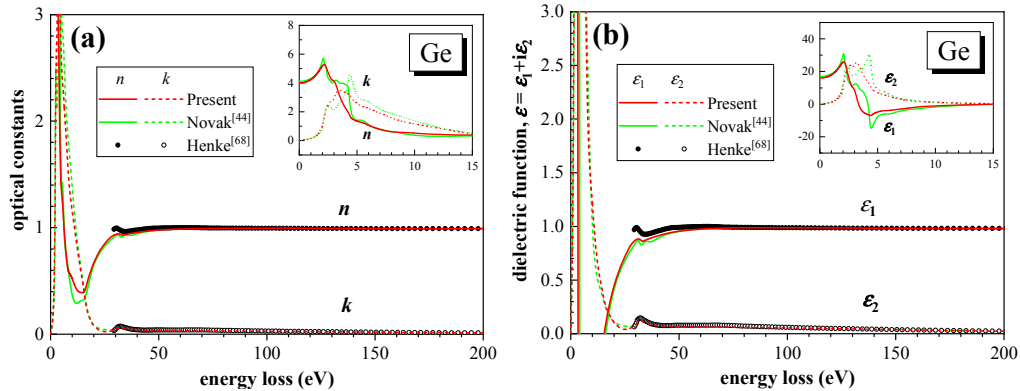 (a)
Ge
n k
Present
Novak[44]
Henke[68]
optical constants
energy loss (eV)
0 50 100 150 200
0
1
2
3
n
k
0 2 4 6 8
0 5 10 15
k
n
(b)
Ge
ε1 ε2
Present
Novak[44]
Henke[68]
dielectric function, ε = ε1+iε2
energy loss (eV)
0 50 100 150 200
0.0
0.5
1.0
1.5
2.0
2.5
3.0
ε1
ε2
-20 0 20 40
0 5 10 15
ε2
ε1